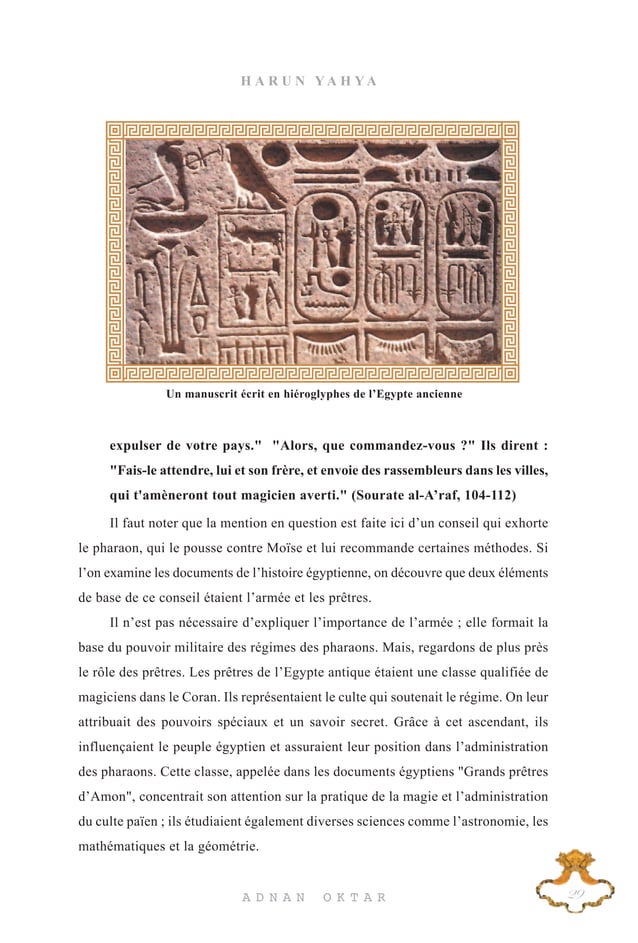 HARUN YAHYA
Un manuscrit écrit en hiéroglyphes de l’Egypte ancienne
expulser de votre pays." "Alors, que commandez-vous ?" Ils dirent :
"Fais-le attendre, lui et son frère, et envoie des rassembleurs dans les villes,
qui t'amèneront tout magicien averti." (Sourate al-A’raf, 104-112)
Il faut noter que la mention en question est faite ici d’un conseil qui exhorte
le pharaon, qui le pousse contre Moïse et lui recommande certaines méthodes. Si
l’on examine les documents de l’histoire égyptienne, on découvre que deux éléments
de base de ce conseil étaient l’armée et les prêtres.
Il n’est pas nécessaire d’expliquer l’importance de l’armée ; elle formait la
base du pouvoir militaire des régimes des pharaons. Mais, regardons de plus près
le rôle des prêtres. Les prêtres de l’Egypte antique étaient une classe qualifiée de
magiciens dans le Coran. Ils représentaient le culte qui soutenait le régime. On leur
attribuait des pouvoirs spéciaux et un savoir secret. Grâce à cet ascendant, ils
influençaient le peuple égyptien et assuraient leur position dans l’administration
des pharaons. Cette classe, appelée dans les documents égyptiens "Grands prêtres
d’Amon", concentrait son attention sur la pratique de la magie et l’administration
du culte païen ; ils étudiaient également diverses sciences comme l’astronomie, les
mathématiques et la géométrie.
29
ADNAN OKTAR